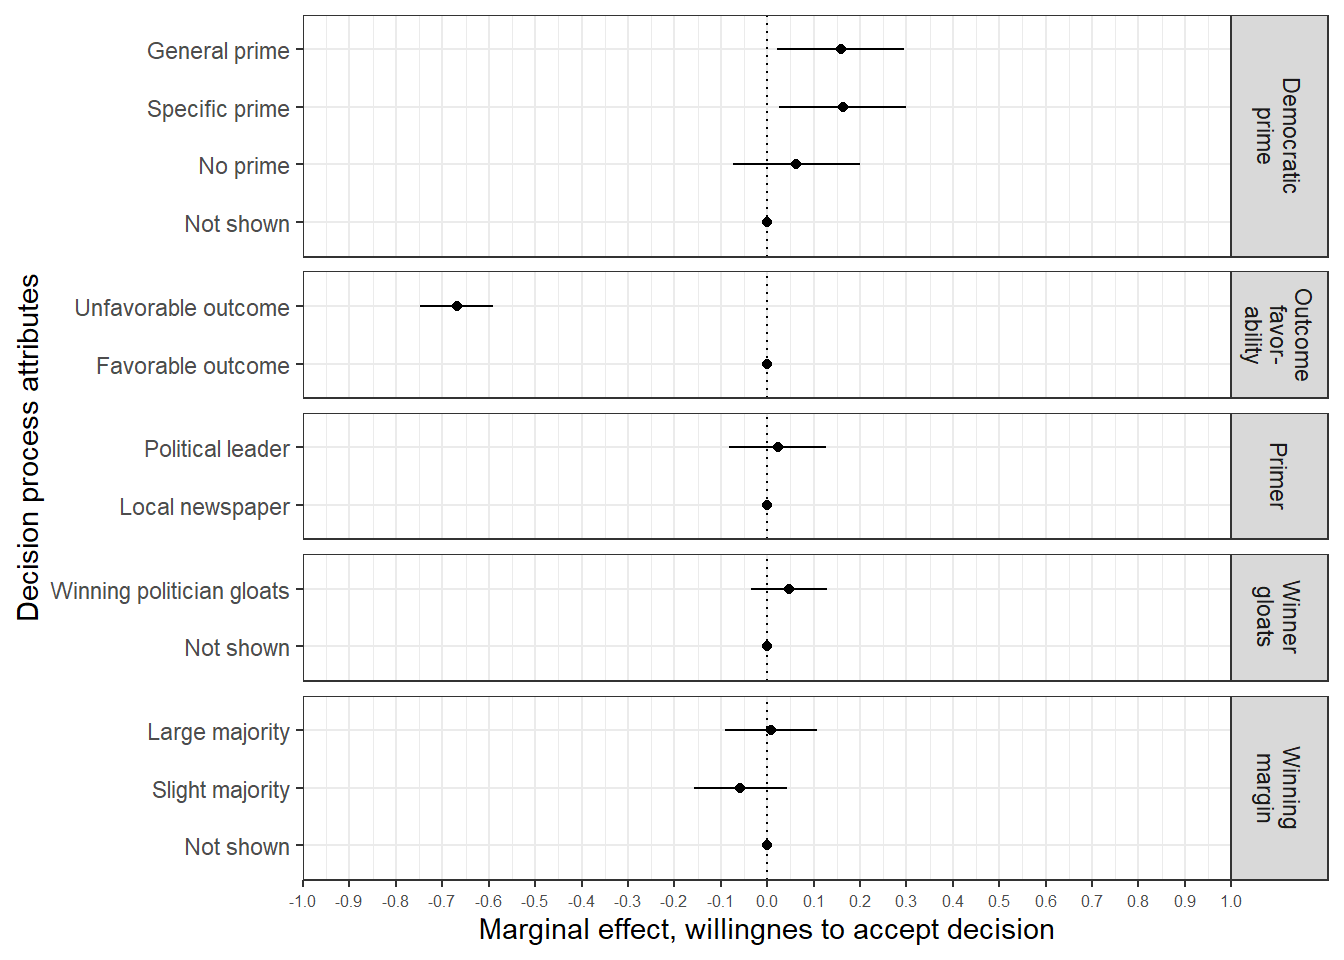 General prime
Specific prime
No prime
Not shown
Democratic
prime
Unfavorable outcome
Favorable outcome
Outcome
favor-
ability
Political leader
Local newspaper
Primer
Winning politician gloats
Not shown
Winner
gloats
Large majority
Slight majority
Not shown
Winning
margin
Decision process attributes
-1.0 -0.9 -0.8 -0.7 -0.6 -0.5 -0.4 -0.3 -0.2 -0.1 0.0 0.1 0.2 0.3 0.4 0.5 0.6 0.7 0.8 0.9 1.0
Marginal effect, willingnes to accept decision